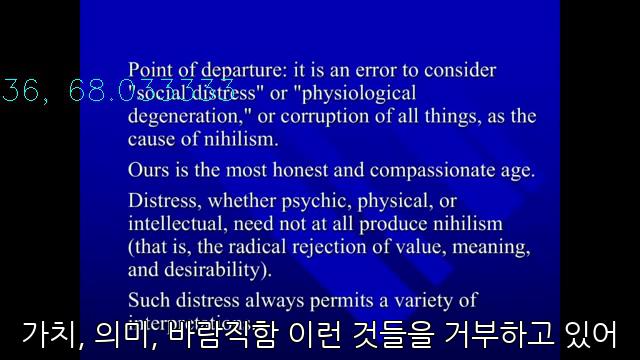 Point of departure: it is an error to consider
36, 68.033333
"social distress" or "physiological
degeneration," or corruption of all things, as the
cause of nihilism.
Ours is the most honest and compassionate age.
Distress, whether psychic, physical, or
intellectual, need not at all produce nihilism
(that is, the radical rejection of value, meaning,
and desirability).
Such distress always permits a variety of
interpretations.
가치, 의미, 바람직함 이런 것들을 거부하고 있어